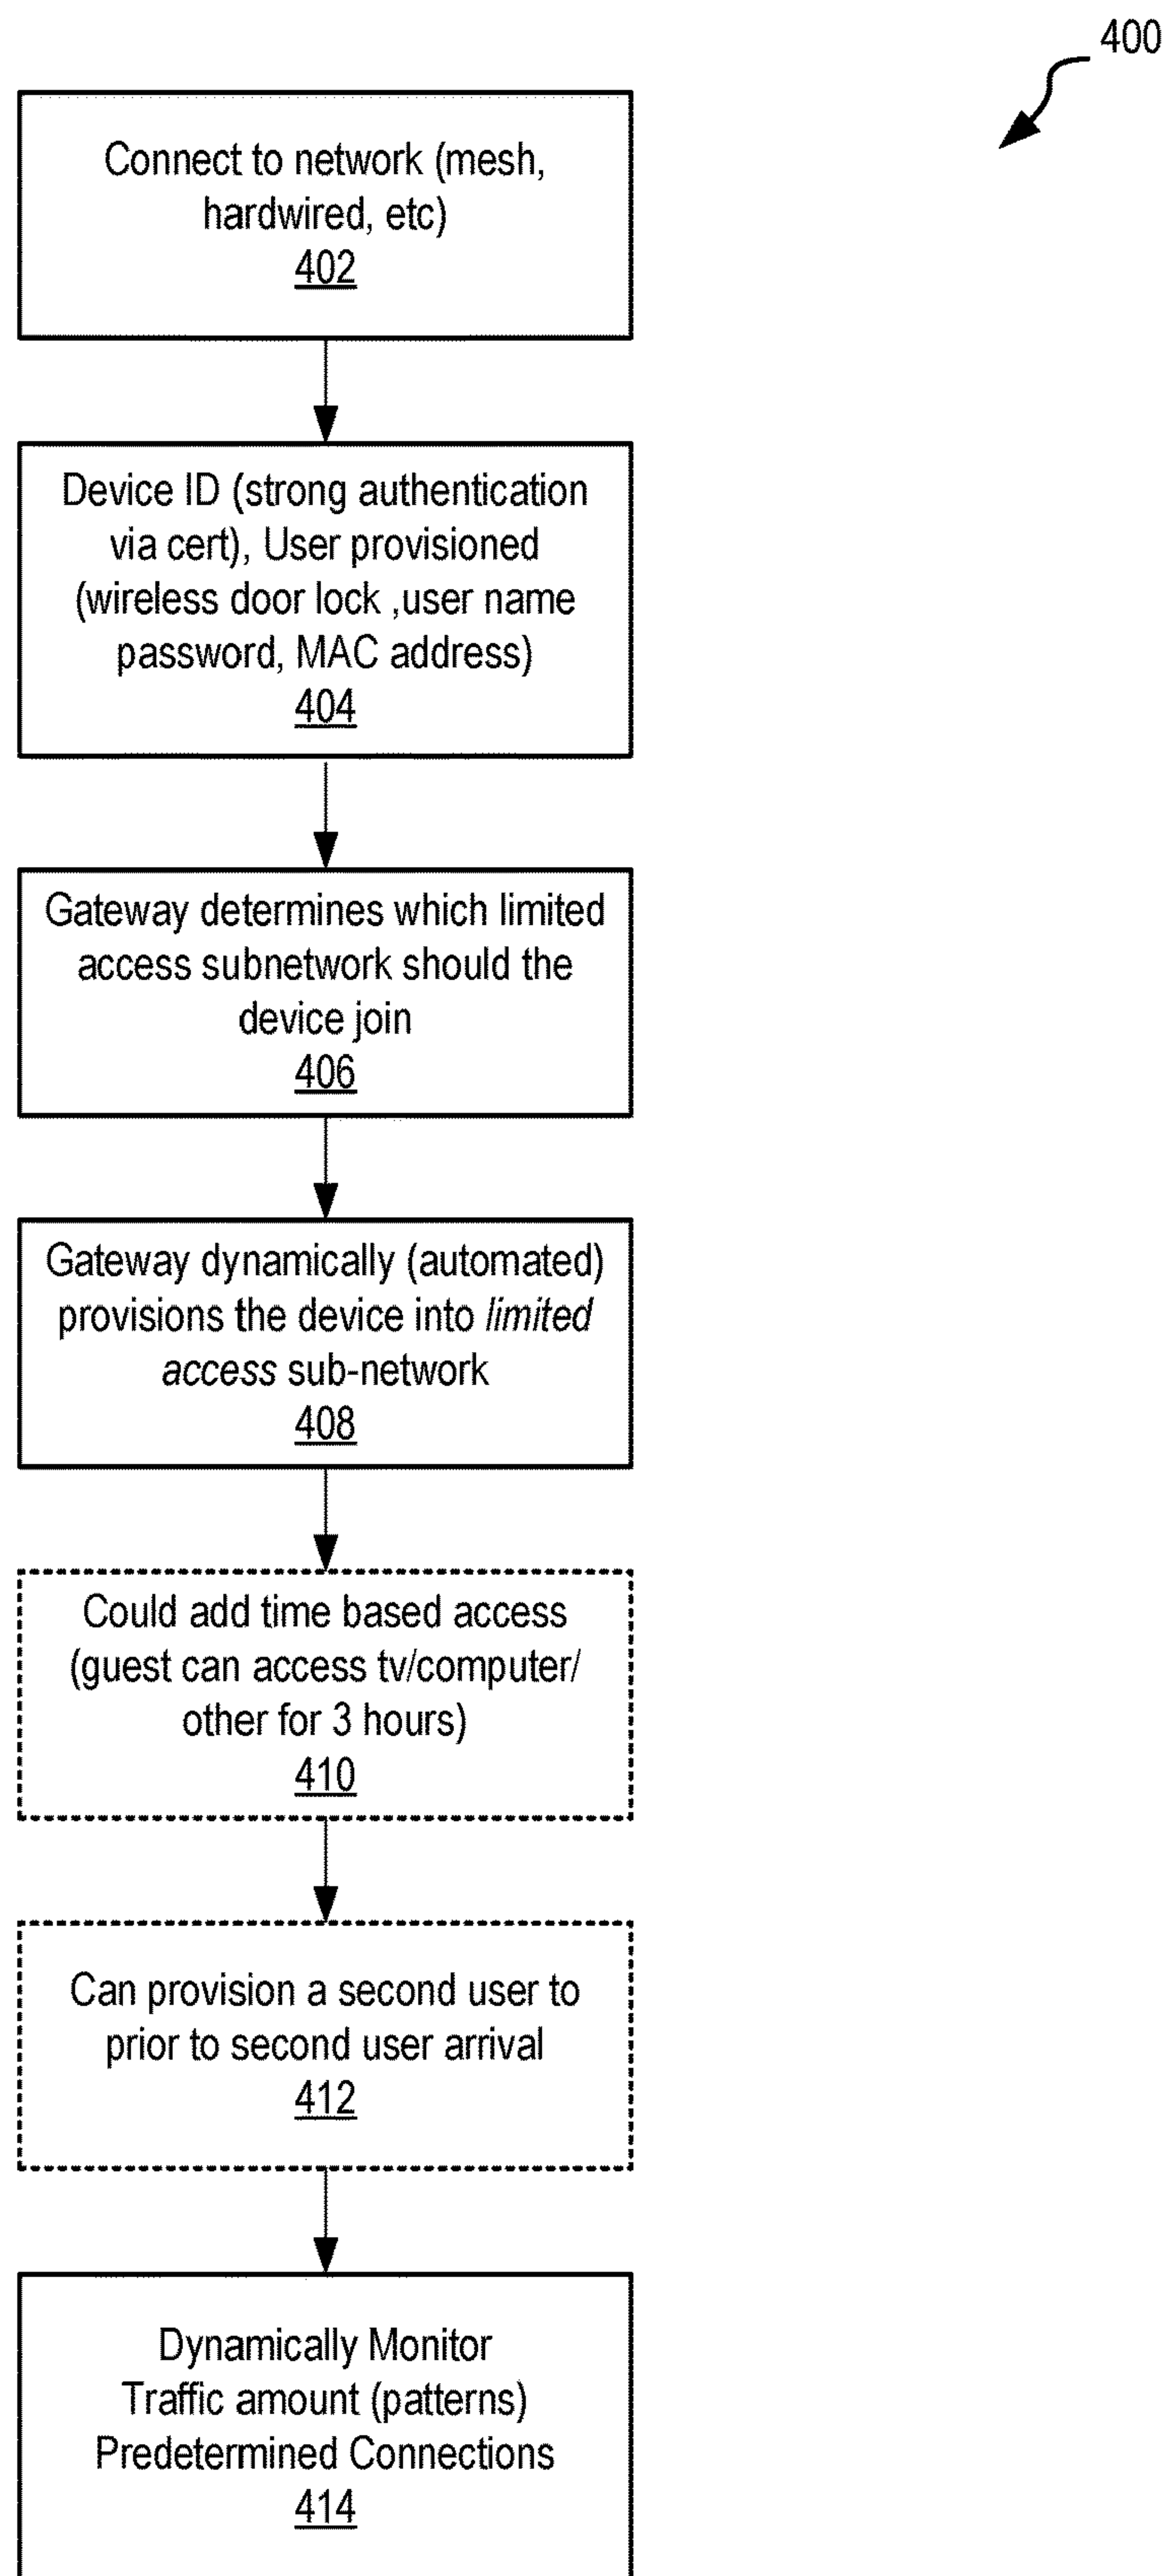 400
Connect to network (mesh,
hardwired, etc)
402
Device ID (strong authentication
via cert), User provisioned
(wireless door lock ,user name
password, MAC address)
404
Gateway determines which limited
access subnetwork should the
device join
406
Gateway dynamically (automated)
provisions the device into limited
access sub-network
408
Could add time based access
(guest can access tv/computer/
other for 3 hours)
410
Can provision a second user to
prior to second user arrival
412
Dynamically Monitor
Traffic amount (patterns)
Predetermined Connections
414